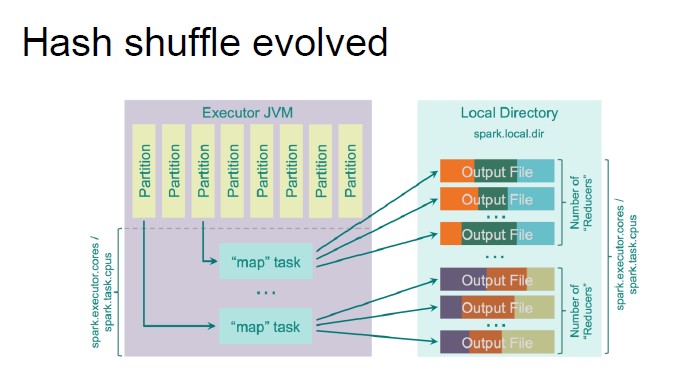 Hash shuffle evolved
Executor JVM
Partition
Partition
Partition
Partition
Partition
Partition
Partition
Partition
spark.executor.cores /
spark.task.cpus
"map" task
...
"map" task
Local Directory
spark.local.dir
Output File
Output File
...
Output File
Number of
"Reducers"
...
Output File
Output File
...
Output File
Number of
"Reducers"
spark.executor.cores /
spark.task.cpus